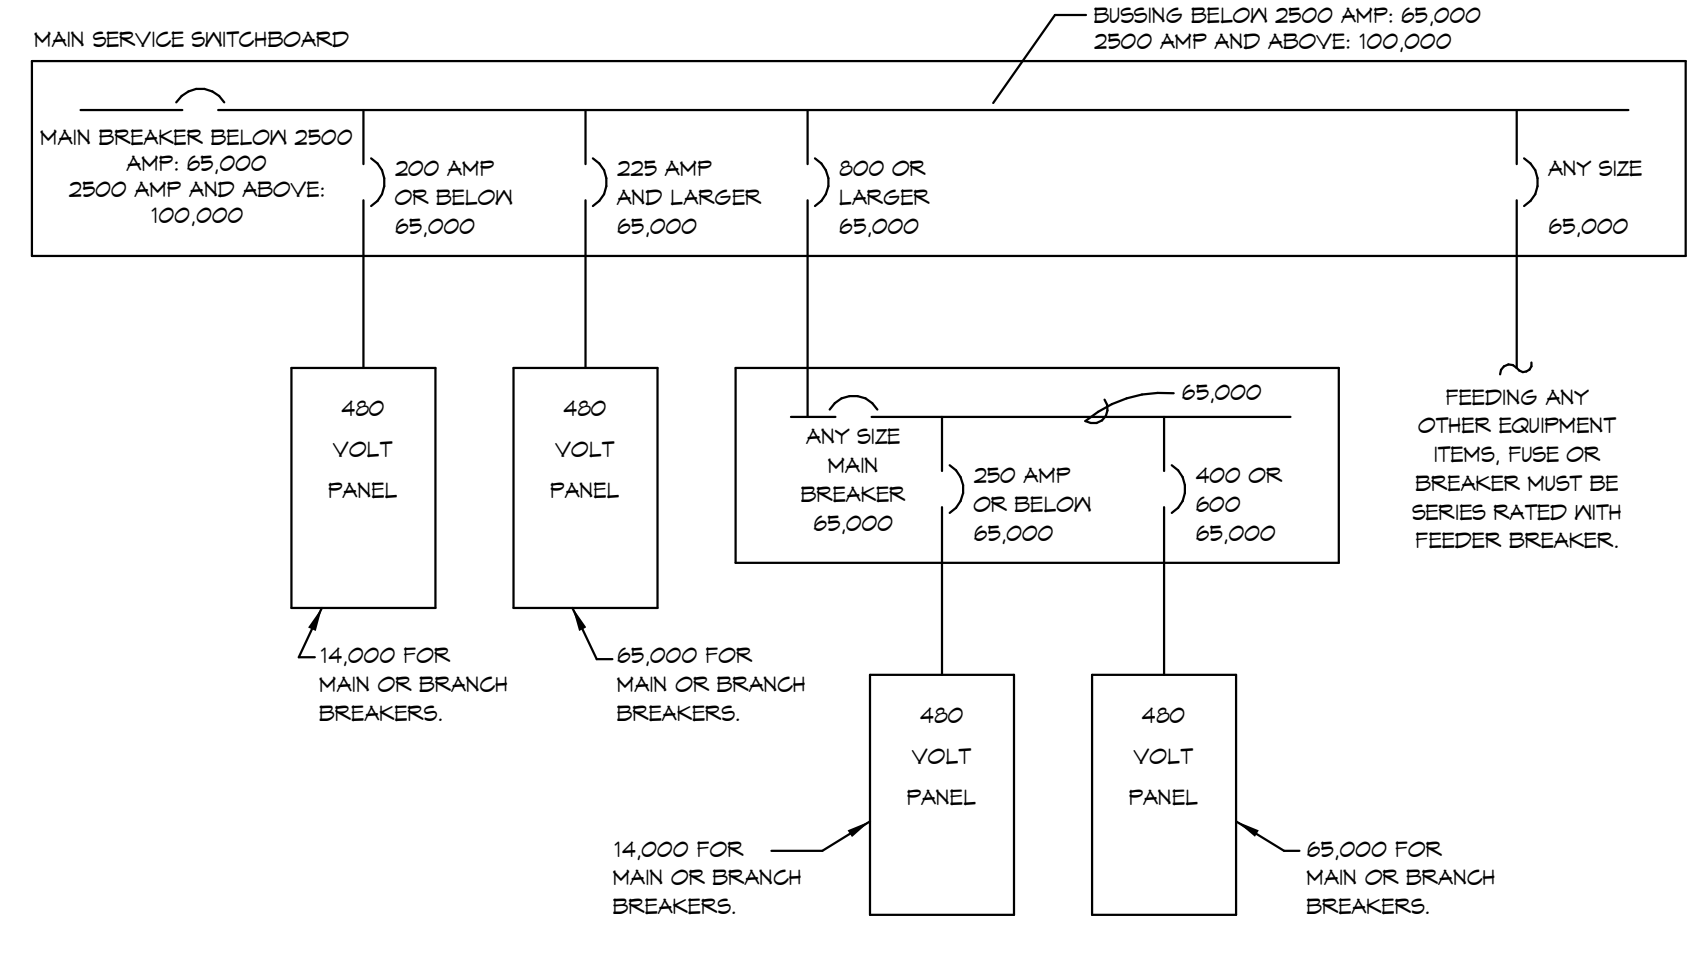 BUSSING BELOW 2500 AMP: 65,000
2500 AMP AND ABOVE: 100,000
MAIN SERVICE SWITCHBOARD
MAIN BREAKER BELOW 2500
AMP: 65,000
2500 AMP AND ABOVE:
100,000
200 AMP
OR BELOW
65,000
225 AMP
AND LARGER
65,000
800 OR
LARGER
65,000
ANY SIZE
65,000
480
VOLT
PANEL
14,000 FOR
MAIN OR BRANCH
BREAKERS.
480
VOLT
PANEL
65,000 FOR
MAIN OR BRANCH
BREAKERS.
65,000
ANY SIZE
MAIN
BREAKER
65,000
250 AMP
OR BELOW
65,000
400 OR
600
65,000
FEEDING ANY
OTHER EQUIPMENT
ITEMS, FUSE OR
BREAKER MUST BE
SERIES RATED WITH
FEEDER BREAKER.
480
VOLT
PANEL
14,000 FOR
MAIN OR BRANCH
BREAKERS.
480
VOLT
PANEL
65,000 FOR
MAIN OR BRANCH
BREAKERS.